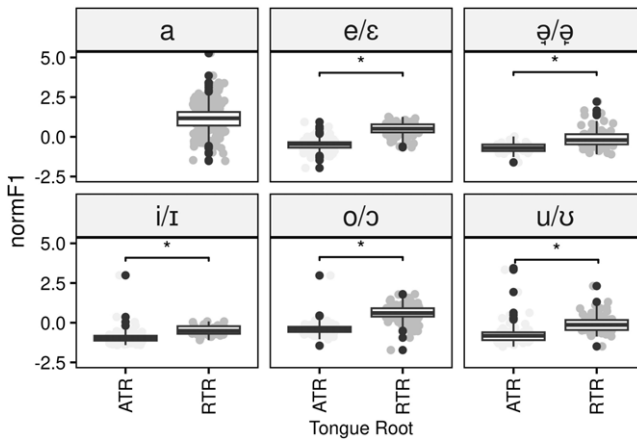 a e/ɛ ə̘/ə̙
5.0
2.5
0.0
-2.5
* *
normF1
i/ɪ o/ɔ u/ʊ
5.0
2.5
0.0
-2.5
* * *
ATR RTR ATR RTR ATR RTR
Tongue Root